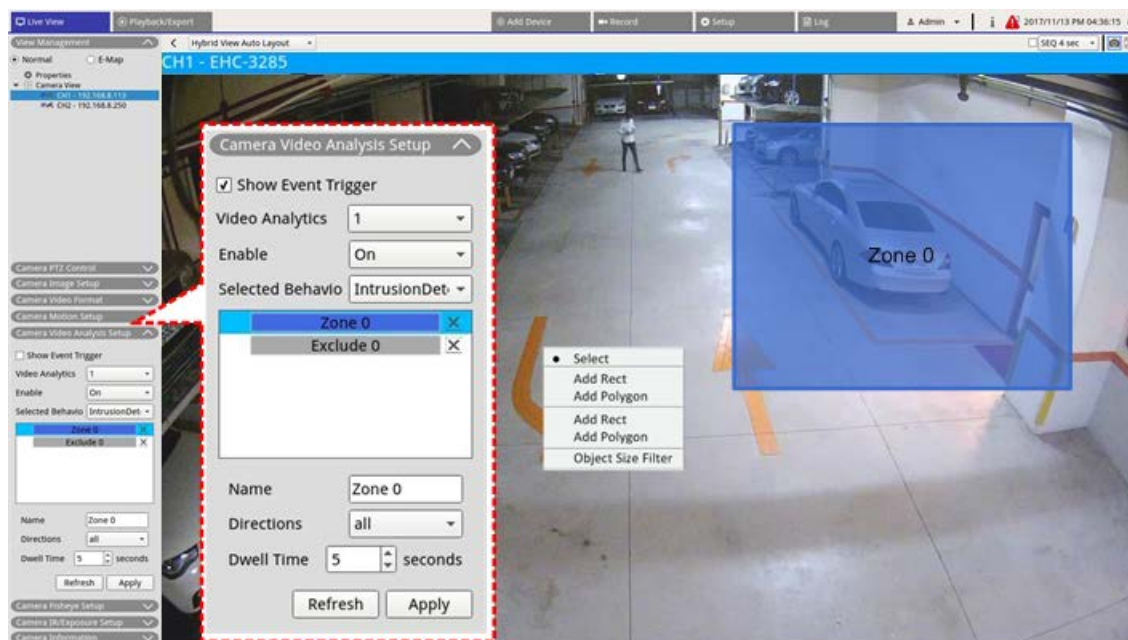 Live View
Playback/Export
Add Device
Record
Setup
Log
Admin
i
2017/11/13 PM 04:36:15
View Management
Hybrid View Auto Layout
SEQ 4 sec
Normal
E-Map
CH1 - EHC-3285
Properties
Camera View
CH1 - 192.168.8.113
CH2 - 192.168.8.250
Camera Video Analysis Setup
Show Event Trigger
Video Analytics 1
Enable On
Selected Behavio IntrusionDet
Zone 0
Exclude 0
Name Zone 0
Directions all
Dwell Time 5 seconds
Refresh Apply
Zone 0
Select
Add Rect
Add Polygon
Add Rect
Add Polygon
Object Size Filter
Camera PTZ Control
Camera Image Setup
Camera Video Format
Camera Motion Setup
Camera Video Analysis Setup
Show Event Trigger
Video Analytics 1
Enable On
Selected Behavio IntrusionDet
Zone 0
Exclude 0
Name Zone 0
Directions all
Dwell Time 5 seconds
Refresh Apply
Camera Fisheye Setup
Camera IR/Exposure Setup
Camera Information